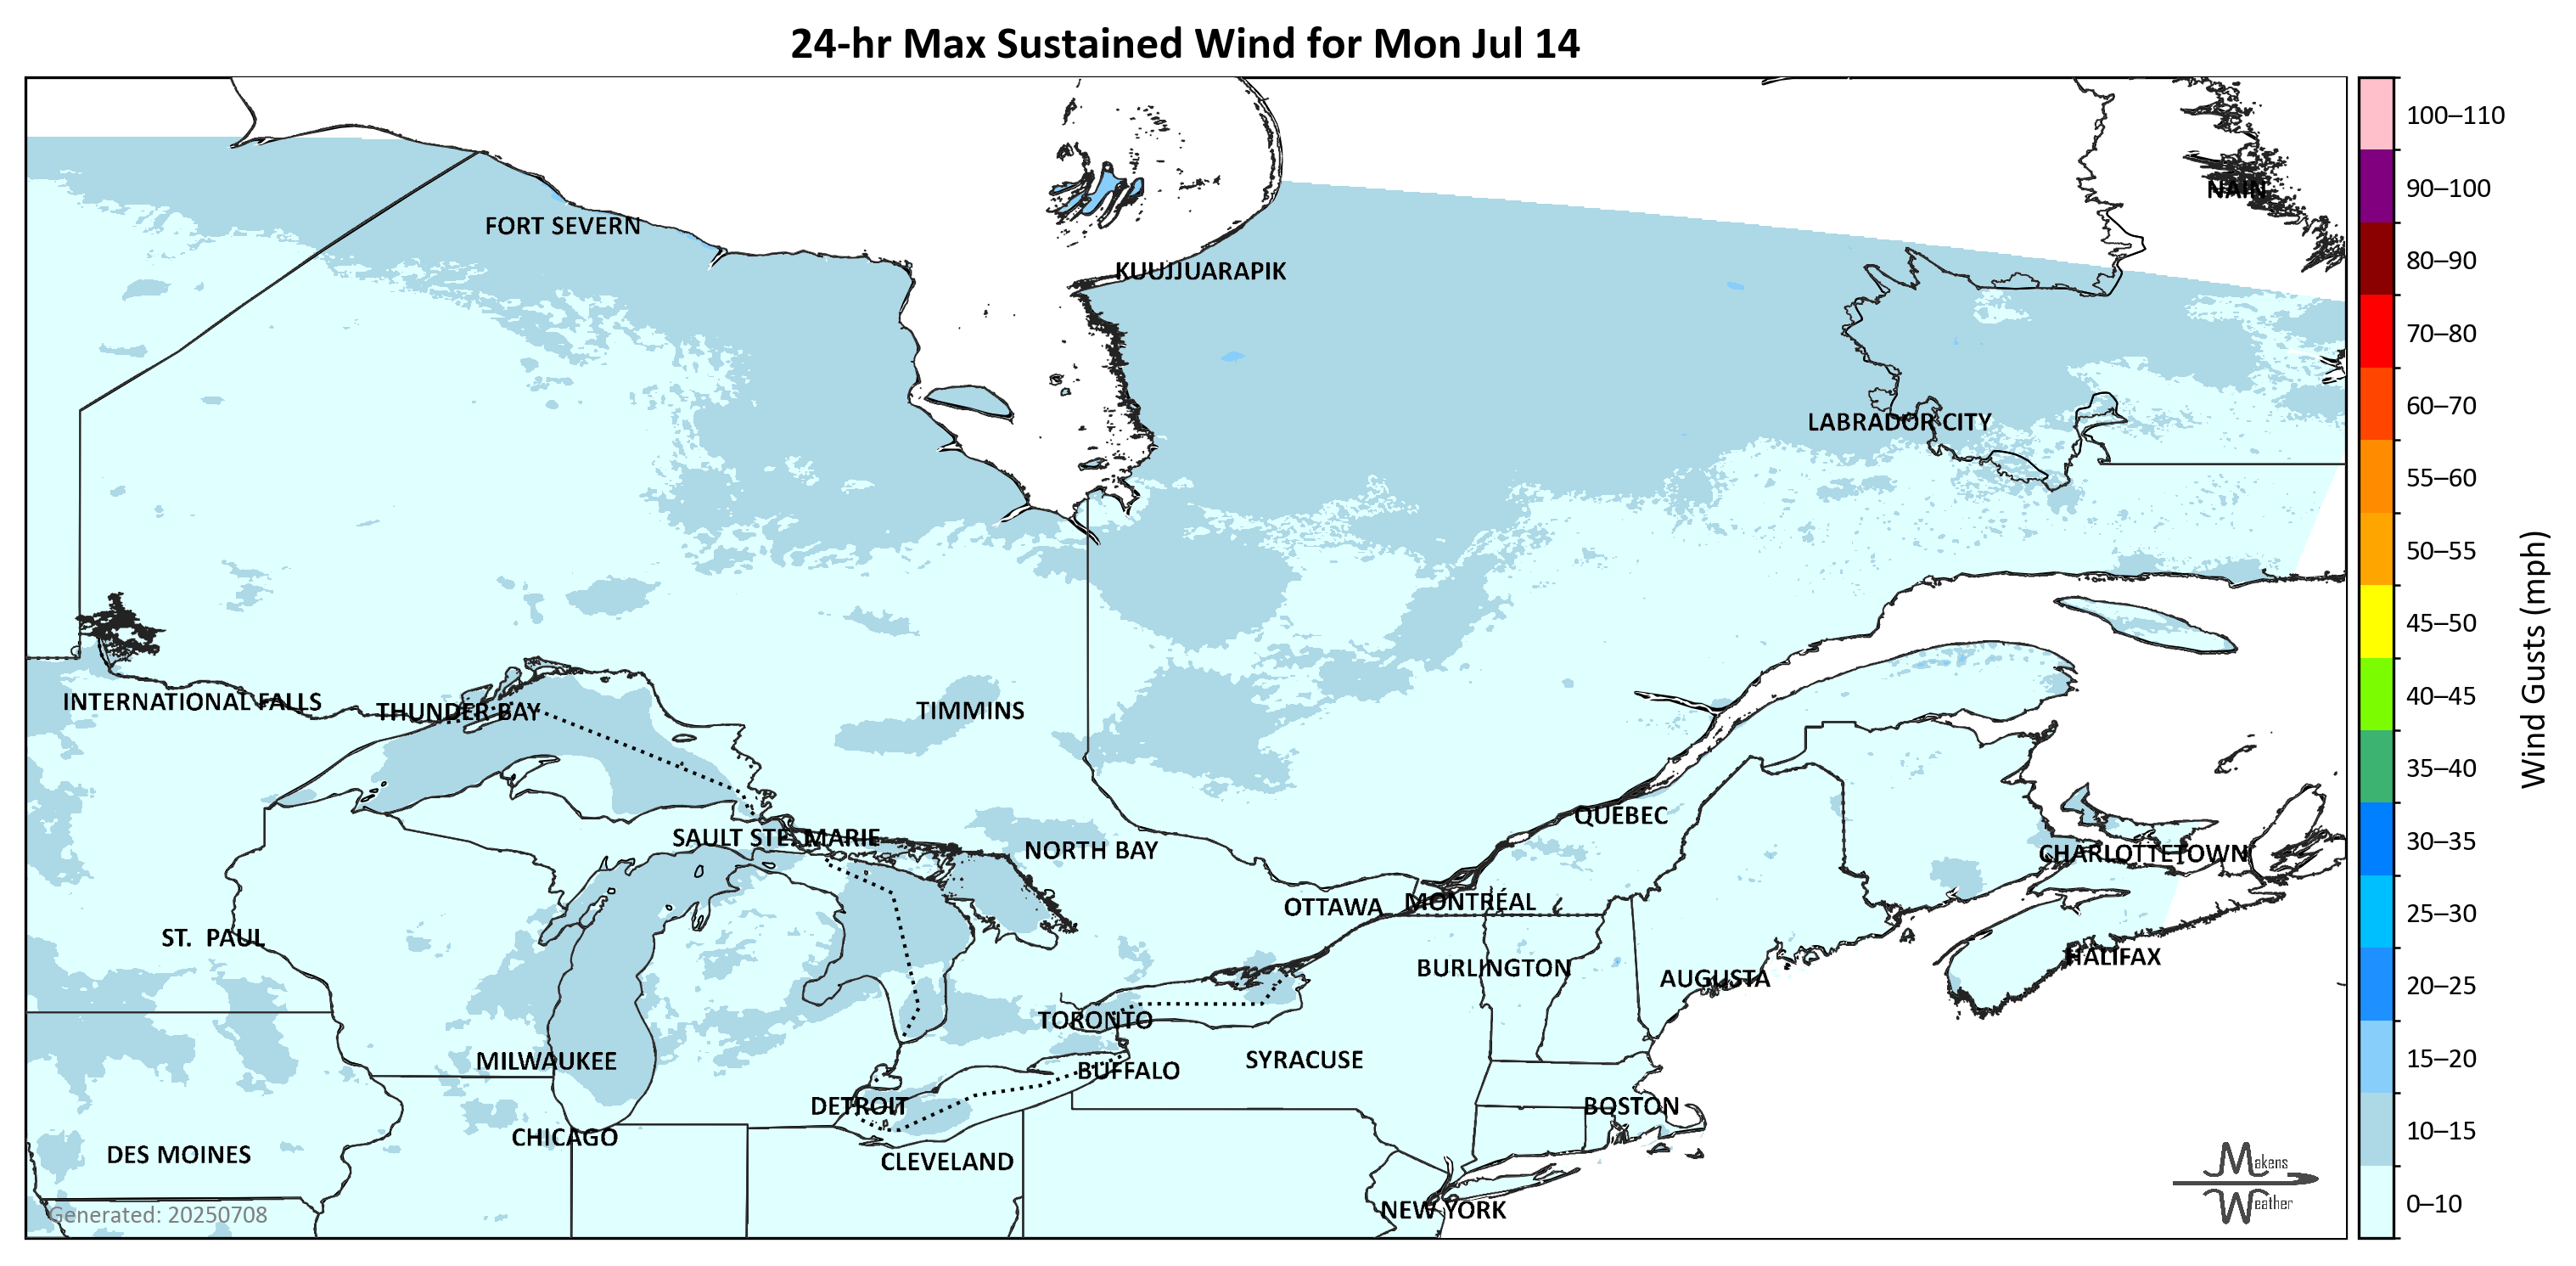 24-hr Max Sustained Wind for Mon Jul 14
100–110
90–100
NAIN
FORT SEVERN
80–90
KUUJJUARAPIK
70–80
60–70
LABRADOR CITY
55–60
50–55
45–50
Wind Gusts (mph)
40–45
INTERNATIONAL FALLS
THUNDER BAY
TIMMINS
35–40
QUÉBEC
SAULT STE. MARIE
NORTH BAY
CHARLOTTETOWN
30–35
OTTAWA
MONTRÉAL
25–30
ST. PAUL
BURLINGTON
AUGUSTA
HALIFAX
20–25
TORONTO
MILWAUKEE
SYRACUSE
BUFFALO
15–20
DETROIT
BOSTON
CHICAGO
10–15
DES MOINES
CLEVELAND
Makens
Weather
NEW YORK
0–10
Generated: 20250708